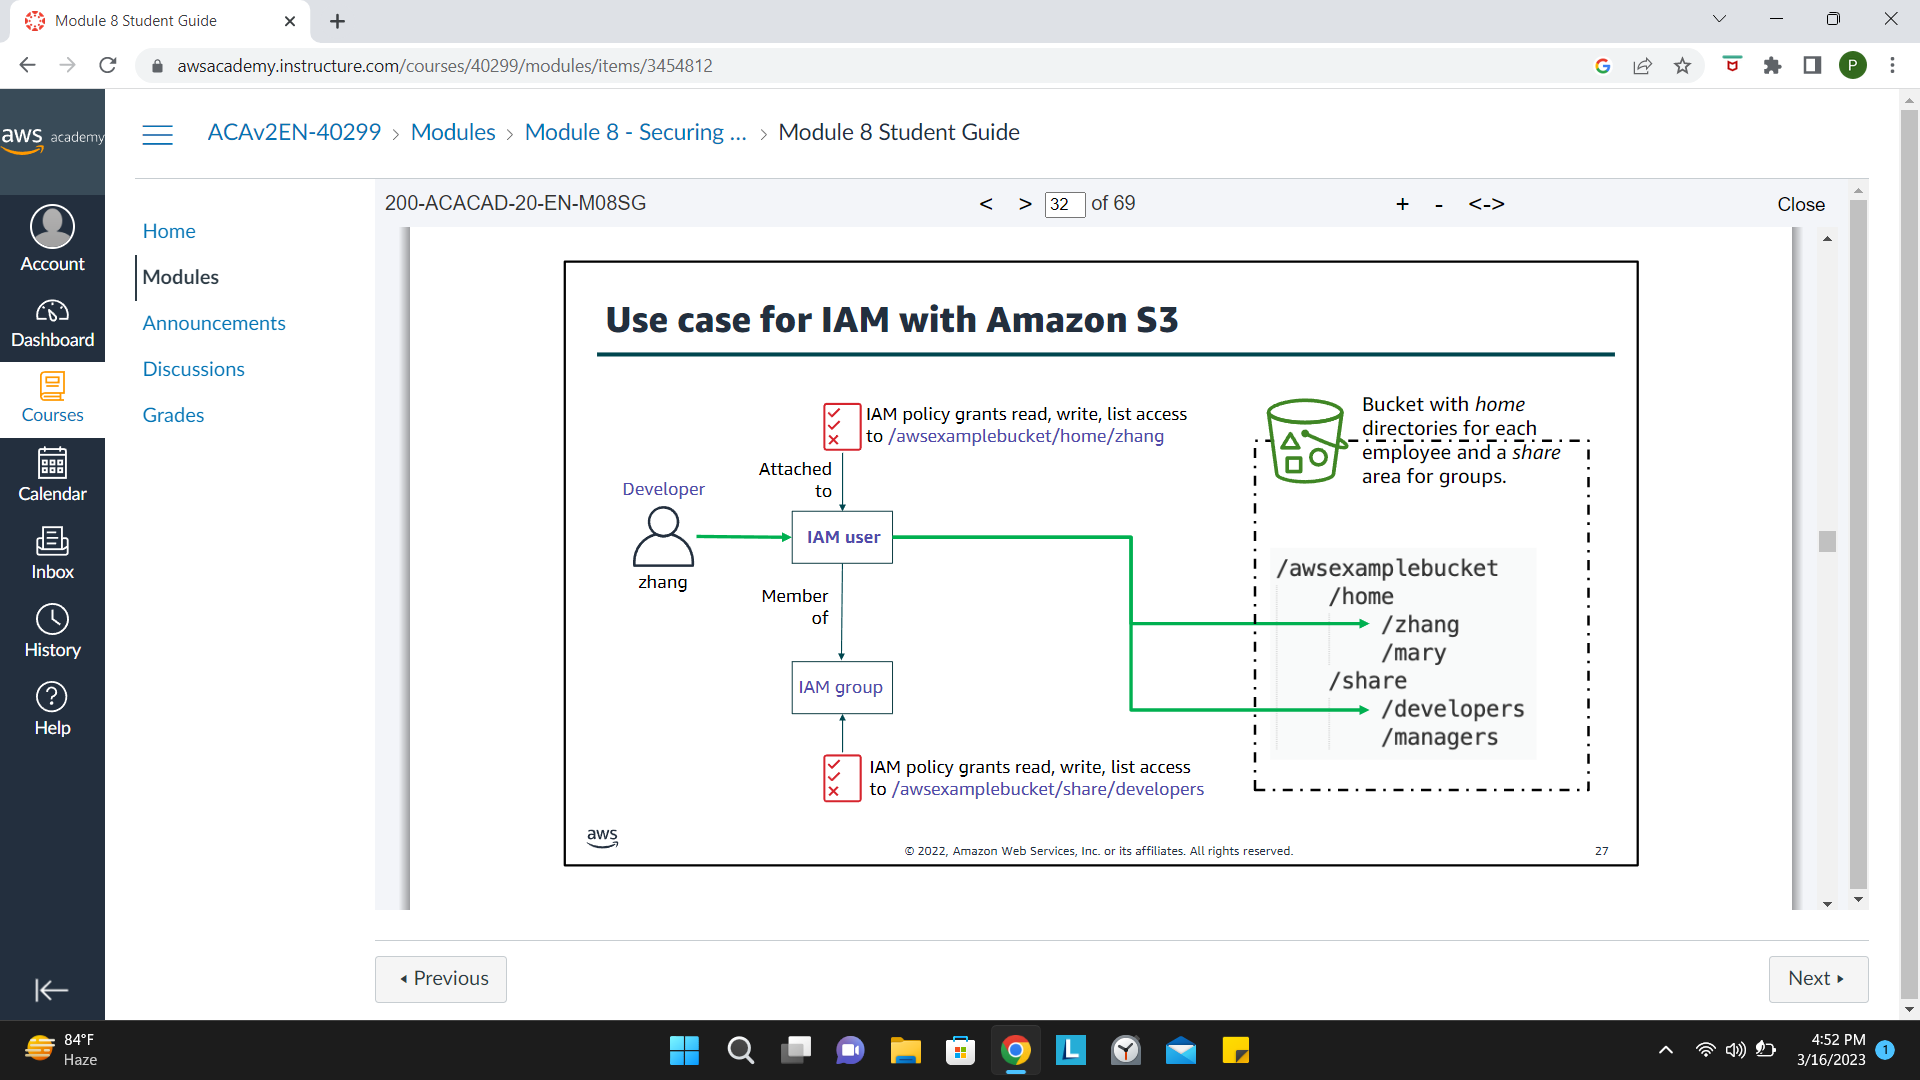 Module 8 Student Guide
awsacademy.instructure.com/courses/40299/modules/items/3454812
P
aws academy
ACAv2EN-40299 > Modules > Module 8 - Securing ... > Module 8 Student Guide
Account
Dashboard
Courses
Calendar
Inbox
History
Help
Home
Modules
Announcements
Discussions
Grades
200-ACACAD-20-EN-M08SG < > 32 of 69 + - <-> Close
Use case for IAM with Amazon S3
IAM policy grants read, write, list access
to /awsexamplebucket/home/zhang
Attached
to
Developer
zhang
IAM user
Member
of
IAM group
IAM policy grants read, write, list access
to /awsexamplebucket/share/developers
Bucket with home
directories for each
employee and a share
area for groups.
/awsexamplebucket
/home
/zhang
/mary
/share
/developers
/managers
aws
© 2022, Amazon Web Services, Inc. or its affiliates. All rights reserved.
27
Previous
Next
84°F
Haze
L
4:52 PM
3/16/2023
1